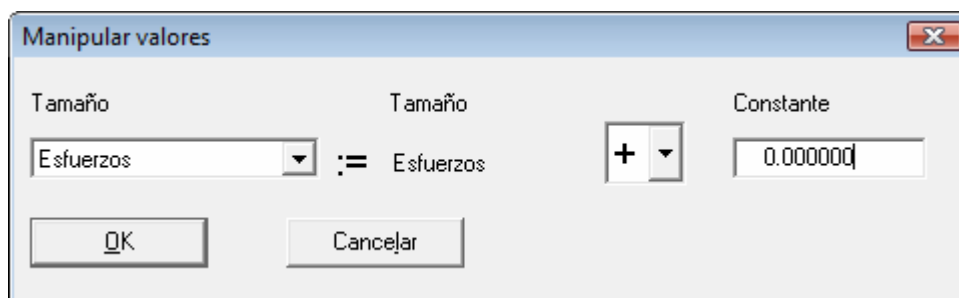 Manipular valores
Tamaño Tamaño Constante
Esfuerzos := Esfuerzos + 0.000000
OK Cancelar